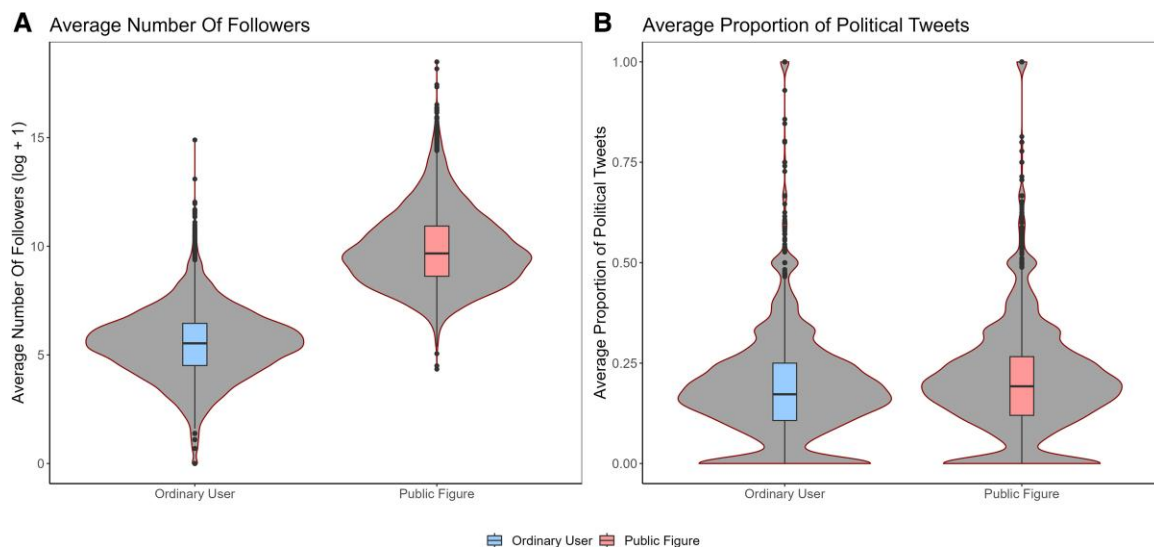 A Average Number Of Followers
Average Number Of Followers (log + 1)
15
10
5
0
Ordinary User Public Figure
B Average Proportion of Political Tweets
Average Proportion of Political Tweets
1.00
0.75
0.50
0.25
0.00
Ordinary User Public Figure
Ordinary User Public Figure